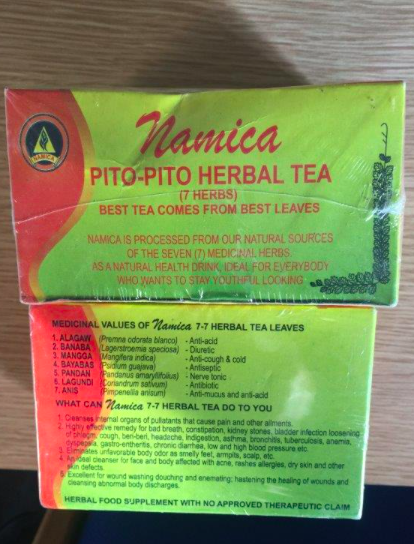 Namica
NAMICA
PITO-PITO HERBAL TEA
(7 HERBS)
BEST TEA COMES FROM BEST LEAVES
NAMICA IS PROCESSED FROM OUR NATURAL SOURCES
OF THE SEVEN (7) MEDICINAL HERBS.
AS A NATURAL HEALTH DRINK, IDEAL FOR EVERYBODY
WHO WANTS TO STAY YOUTHFUL LOOKING
MEDICINAL VALUES OF Namica 7-7 HERBAL TEA LEAVES
1. ALAGAW (Premna odorsta blanco) - Anti-acid
2. BANABA (Lagerstroemia speciosa) - Diuretic
3. MANGGA (Mangifera indica) - Anti-cough & cold
4. BAYABAS (Psidium guajava) - Antiseptic
5. PANDAN (Pandanus amaryllifolius) - Nerve tonic
6. LAGUNDI (Coriandrum sativum) - Antibiotic
7. ANIS (Pimpenellia anisum) - Anti-mucus and anti-acid
WHAT CAN Namica 7-7 HERBAL TEA DO TO YOU
1. Cleanses internal organs of pullatants that cause pain and other ailments.
2. Highly effective remedy for bad breath, constipation, kidney stones, bladder infection loosening
of phlegm, cough, beri-beri, headache, indigestion, asthma, bronchitis, tuberculosis, anemia,
dyspepsia, gastro-enthritis, chronic diarrhea, low and high blood pressure,etc.
3. Eliminates unfavorable body odor as smelly feet, armpits, scalp, etc.
4. An ideal cleanser for face and body affected with acne, rashes allergies, dry skin and other
skin defects.
5. Excellent for wound washing douching and enemating; hastening the healing of wounds and
cleansing abnormal body discharges.
HERBAL FOOD SUPPLEMENT WITH NO APPROVED THERAPEUTIC CLAIM